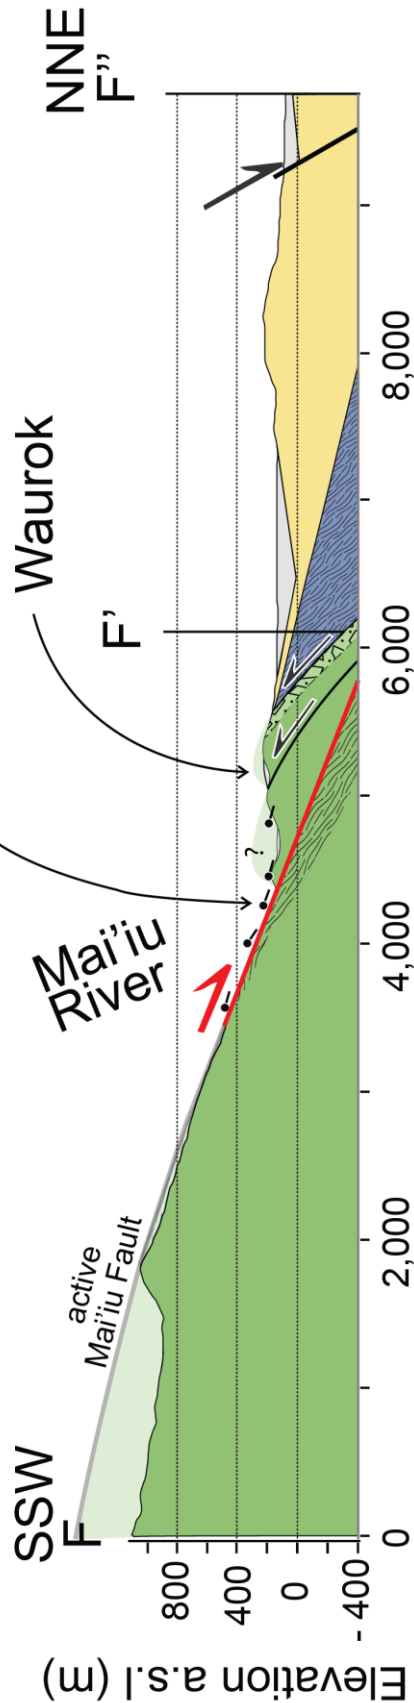 SSW
F
active
Mai'iu Fault
Mai'iu
River
Waurok
F'
NNE
F''
?
Elevation a.s.l (m)
800
400
0
- 400
0
2,000
4,000
6,000
8,000